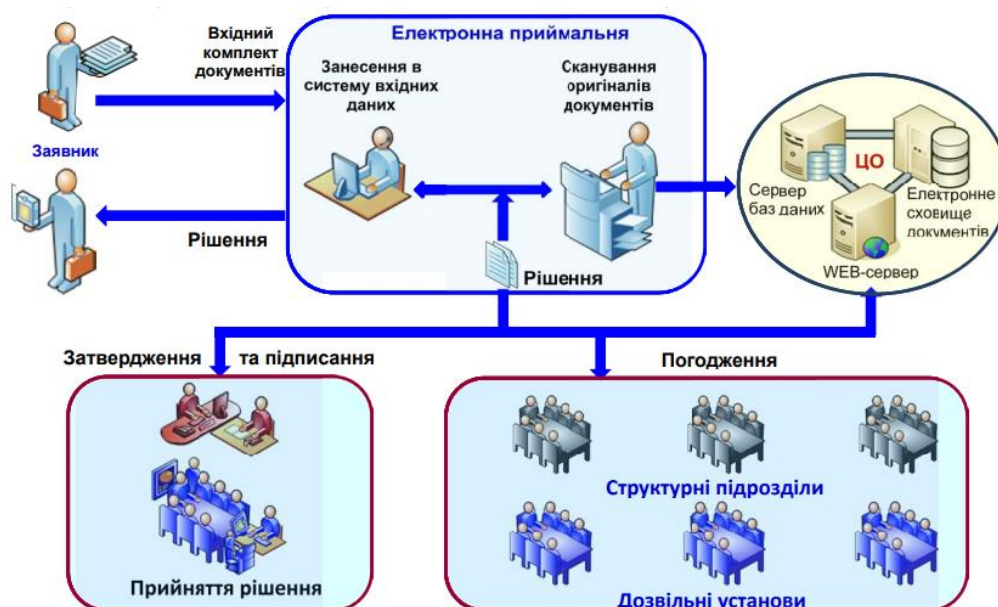 Вхідний
комплект
документів
Заявник
Рішення
Електронна приймальня
Занесення в
систему вхідних
даних
Сканування
оригіналів
документів
Рішення
ЦО
Сервер
баз даних
Електронне
сховище
документів
WEB-сервер
Затвердження та підписання
Прийняття рішення
Погодження
Структурні підрозділи
Дозвільні установи